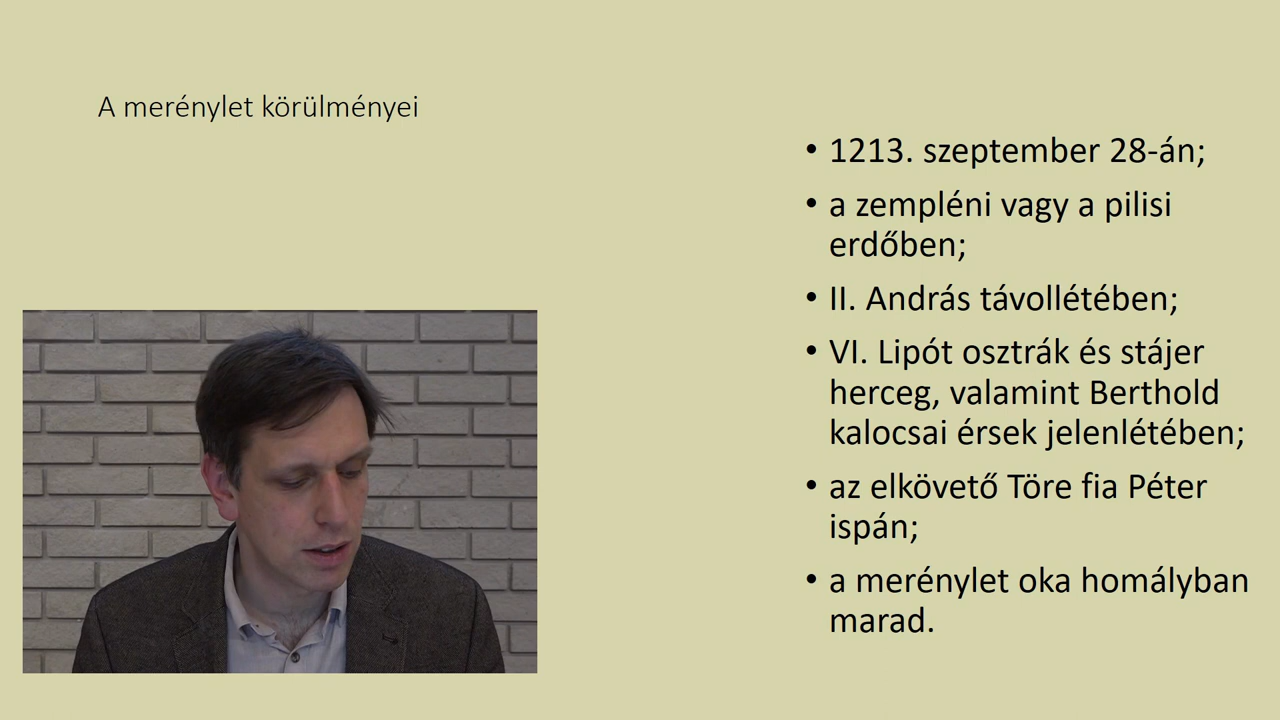 A merénylet körülményei
• 1213. szeptember 28-án;
• a zempléni vagy a pilisi
erdőben;
• II. András távollétében;
• VI. Lipót osztrák és stájer
herceg, valamint Berthold
kalocsai érsek jelenlétében;
• az elkövető Töre fia Péter
ispán;
• a merénylet oka homályban
marad.